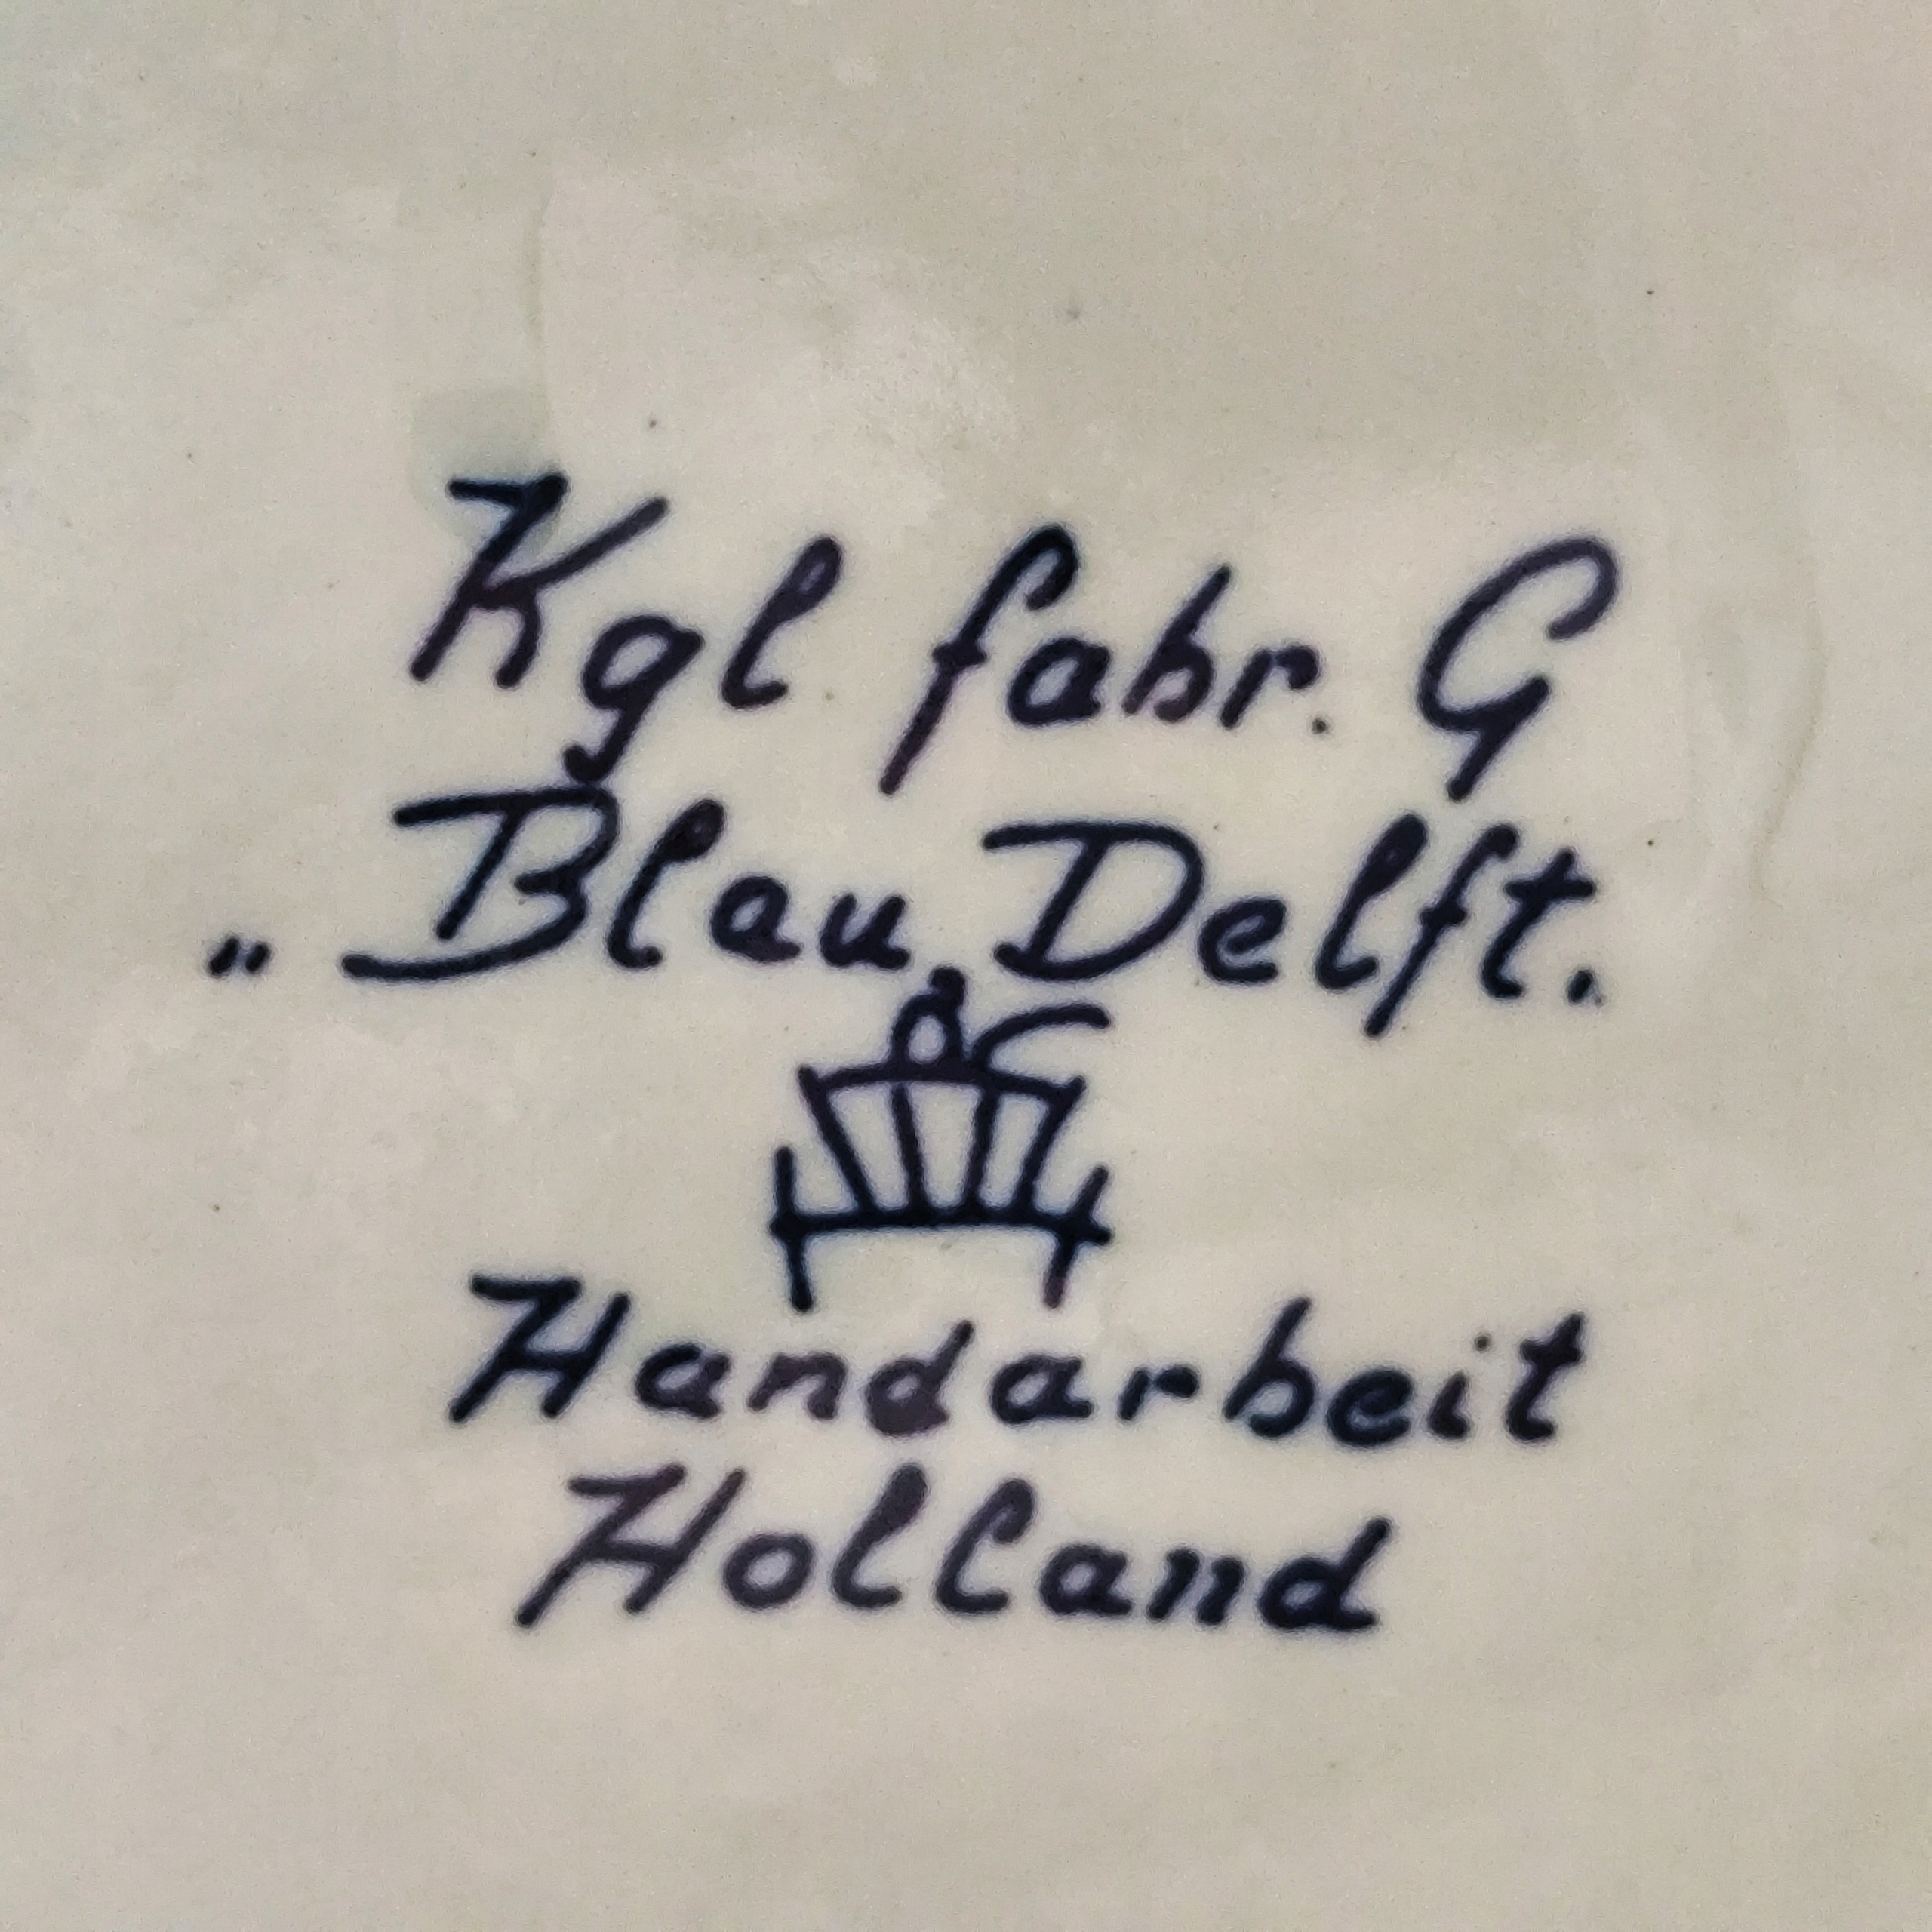 Kgl fabr. G
„ Blau Delft.
Handarbeit
Holland